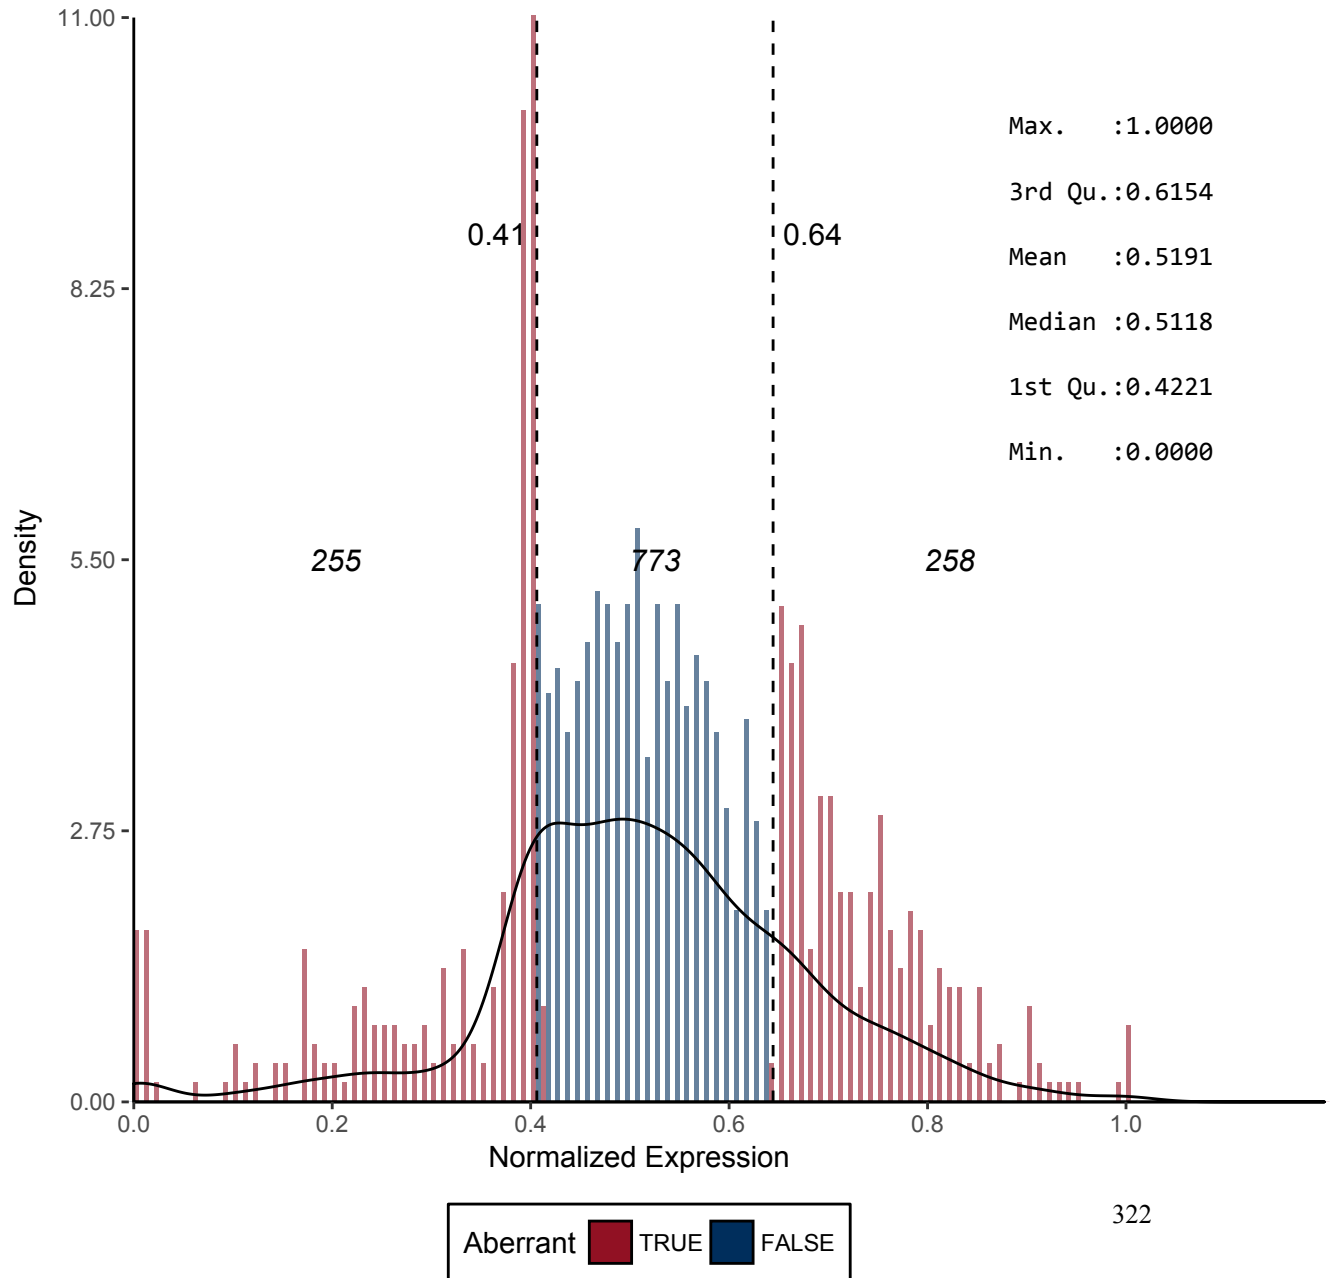 11.00
Max. :1.0000
3rd Qu.:0.6154
0.41
0.64
Mean :0.5191
8.25
Median :0.5118
1st Qu.:0.4221
Min. :0.0000
Density
5.50
255
773
258
2.75
0.00
0.0 0.2 0.4 0.6 0.8 1.0
Normalized Expression
322
Aberrant TRUE FALSE